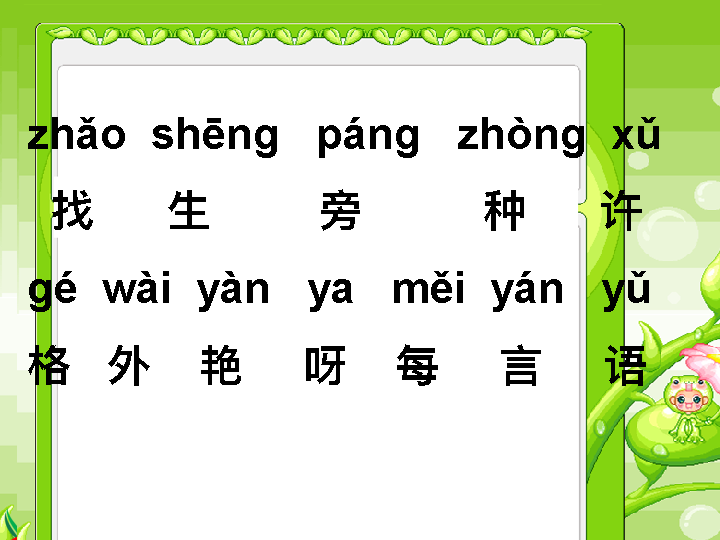 zhǎo shēng páng zhòng xǔ
找 生 旁 种 许
gé wài yàn ya měi yán yǔ
格 外 艳 呀 每 言 语